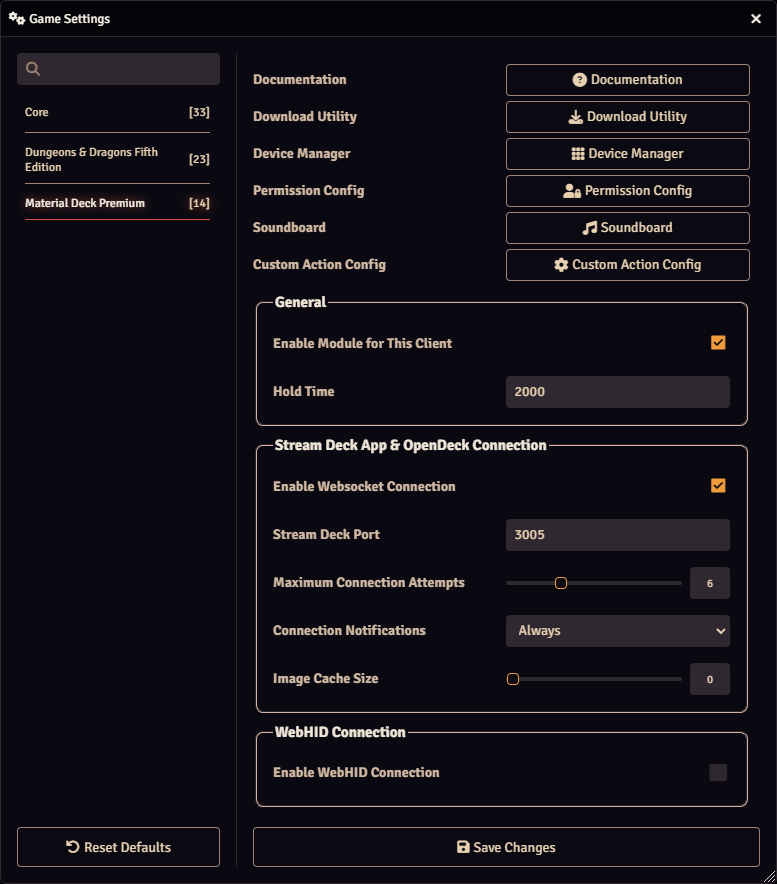 Game Settings
Core [33]
Dungeons & Dragons Fifth
Edition [23]
Material Deck Premium [14]
Reset Defaults
Documentation Documentation
Download Utility Download Utility
Device Manager Device Manager
Permission Config Permission Config
Soundboard Soundboard
Custom Action Config Custom Action Config
General
Enable Module for This Client
Hold Time 2000
Stream Deck App & OpenDeck Connection
Enable Websocket Connection
Stream Deck Port 3005
Maximum Connection Attempts 6
Connection Notifications Always
Image Cache Size 0
WebHID Connection
Enable WebHID Connection
Save Changes